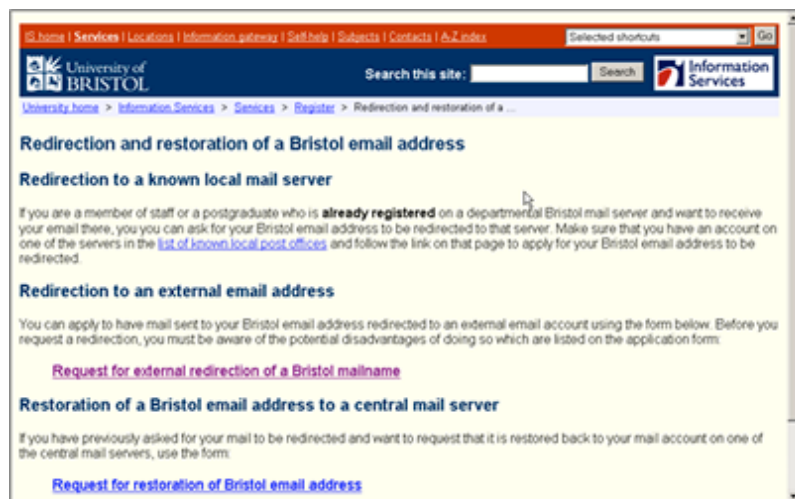 IS home | Services | Locations | Information gateway | Self help | Subjects | Contacts | A-Z index
Selected shortcuts
Go
University of
BRISTOL
Search this site:
Search
Information
Services
University home > Information Services > Services > Register > Redirection and restoration of a ...
Redirection and restoration of a Bristol email address
Redirection to a known local mail server
If you are a member of staff or a postgraduate who is already registered on a departmental Bristol mail server and want to receive
your email there, you you can ask for your Bristol email address to be redirected to that server. Make sure that you have an account on
one of the servers in the list of known local post offices and follow the link on that page to apply for your Bristol email address to be
redirected.
Redirection to an external email address
You can apply to have mail sent to your Bristol email address redirected to an external email account using the form below. Before you
request a redirection, you must be aware of the potential disadvantages of doing so which are listed on the application form:
Request for external redirection of a Bristol mailname
Restoration of a Bristol email address to a central mail server
If you have previously asked for your mail to be redirected and want to request that it is restored back to your mail account on one of
the central mail servers, use the form:
Request for restoration of Bristol email address